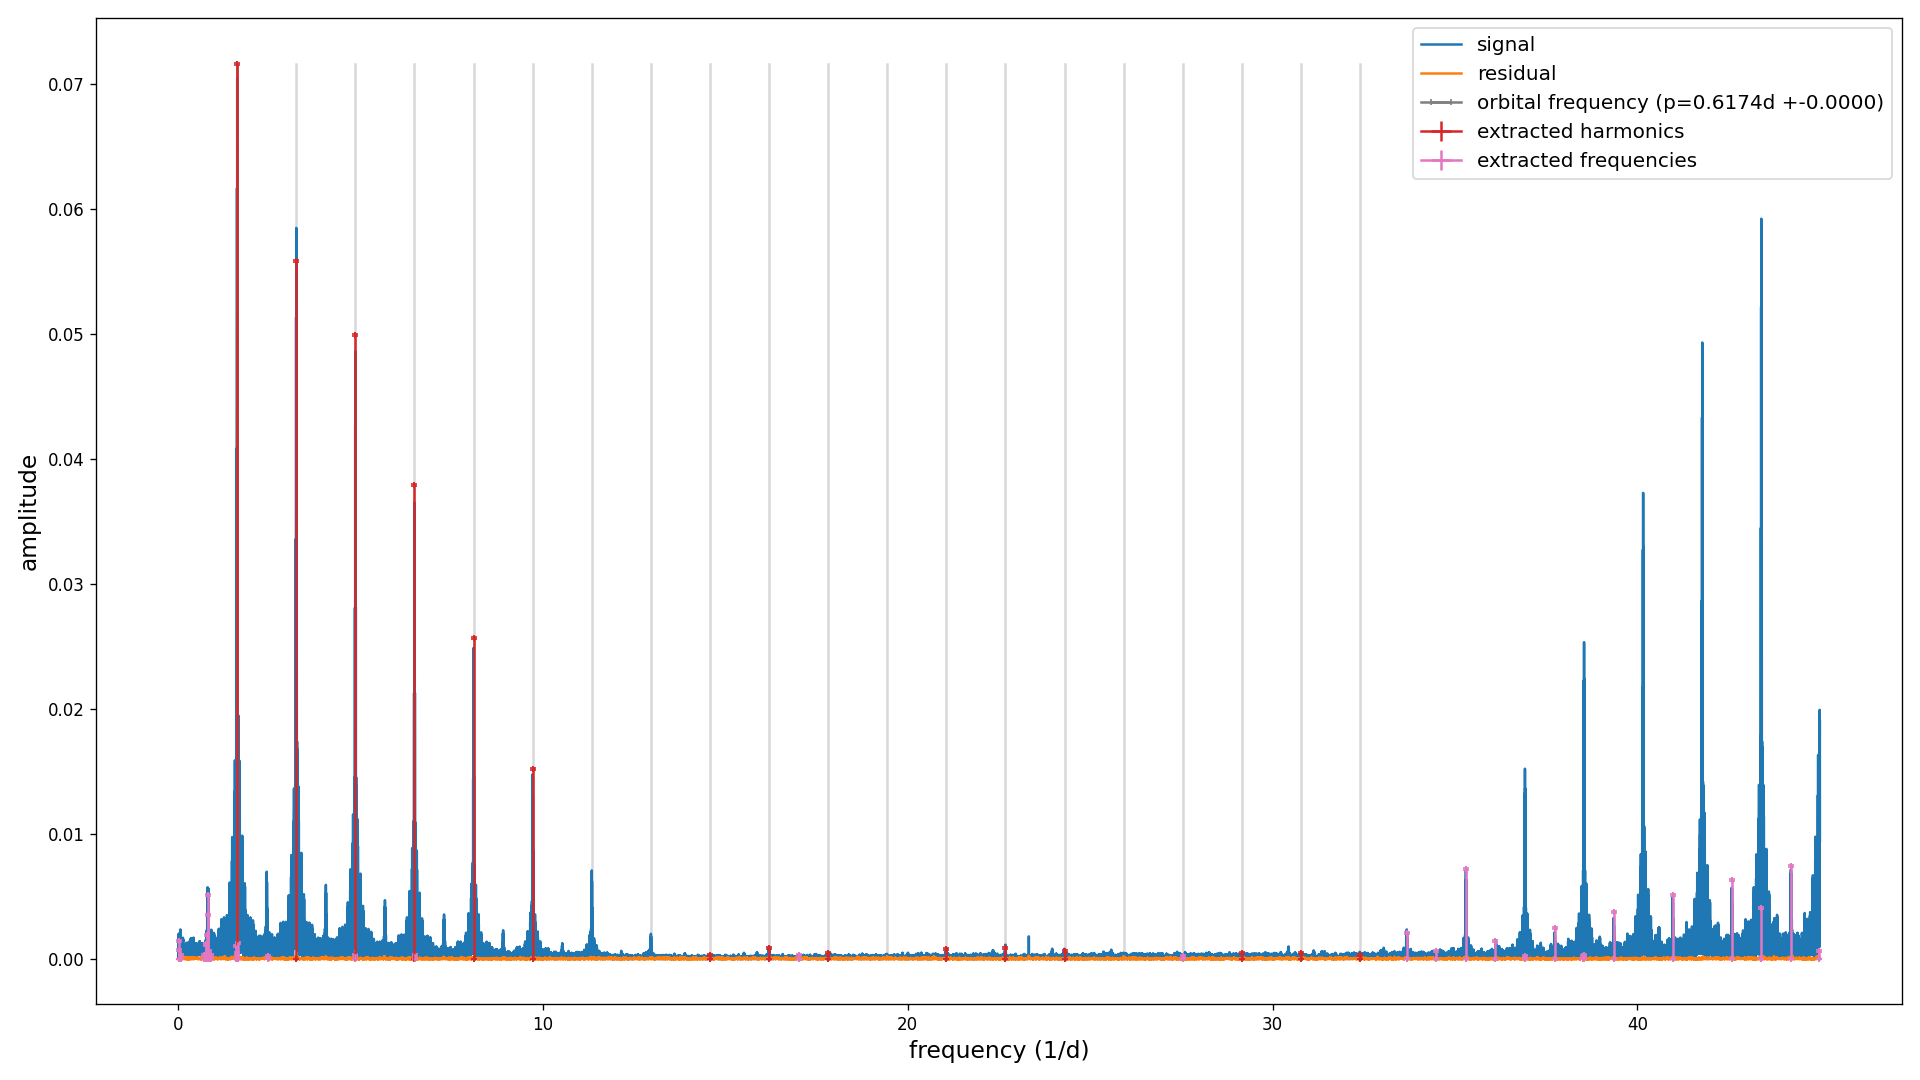 signal
residual
orbital frequency (p=0.6174d +-0.0000)
extracted harmonics
extracted frequencies
0.07
0.06
0.05
0.04
0.03
0.02
0.01
0.00
amplitude
0 10 20 30 40
frequency (1/d)